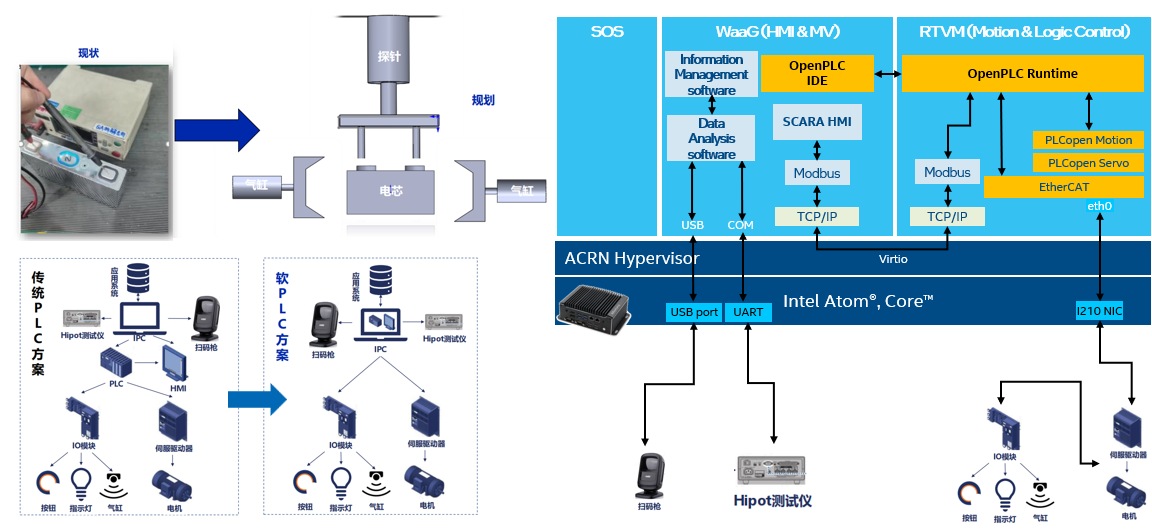 现状
探针
规划
气缸
电芯
气缸
传统PLC方案
应用系统
Hipot测试仪
IPC
扫码枪
PLC
HMI
IO模块
伺服驱动器
按钮
指示灯
气缸
电机
软PLC方案
应用系统
扫码枪
IPC
Hipot测试仪
IO模块
伺服驱动器
按钮
指示灯
气缸
电机
SOS
WaaG (HMI & MV)
RTVM (Motion & Logic Control)
Information
Management
software
OpenPLC
IDE
OpenPLC Runtime
Data
Analysis
software
SCARA HMI
PLCopen Motion
PLCopen Servo
Modbus
Modbus
EtherCAT
eth0
USB
COM
TCP/IP
TCP/IP
ACRN Hypervisor
Virtio
Intel Atom®, Core™
USB port
UART
I210 NIC
扫码枪
Hipot测试仪
IO模块
伺服驱动器
按钮
指示灯
气缸
电机